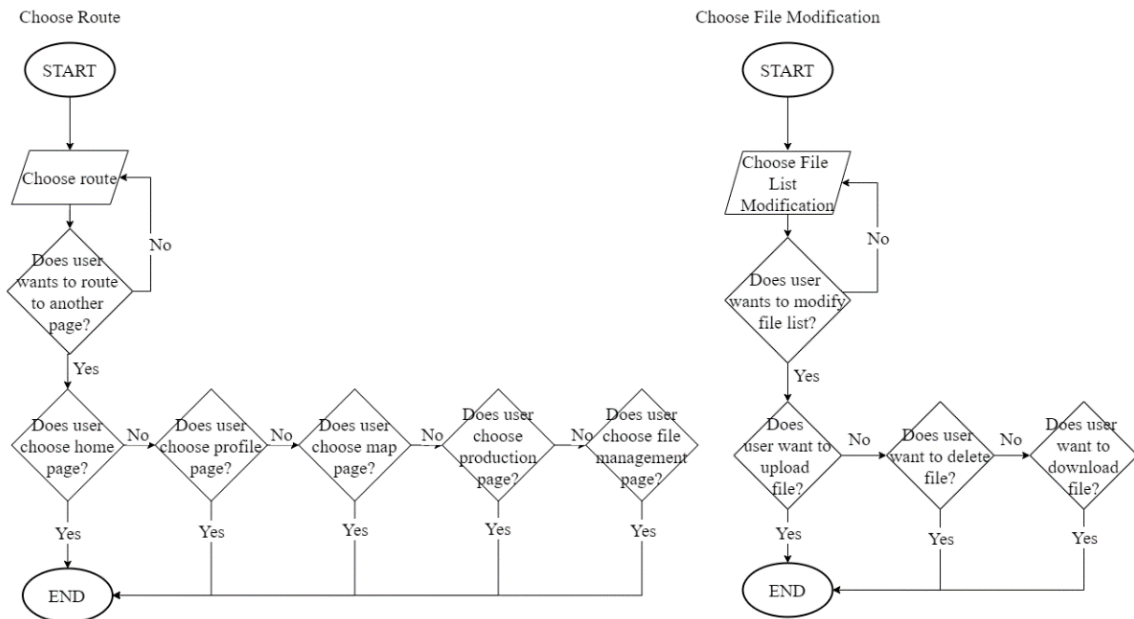 Choose Route
START
Choose route
No
Does user
wants to route
to another
page?
Yes
Does user
choose home
page?
No
Does user
choose profile
page?
No
Does user
choose map
page?
No
Does user
choose
production
page?
No
Does user
choose file
management
page?
Yes
Yes
Yes
Yes
Yes
END
Choose File Modification
START
Choose File
List
Modification
No
Does user
wants to modify
file list?
Yes
Does
user want to
upload
file?
No
Does user
want to delete
file?
No
Does user
want to
download
file?
Yes
Yes
Yes
END